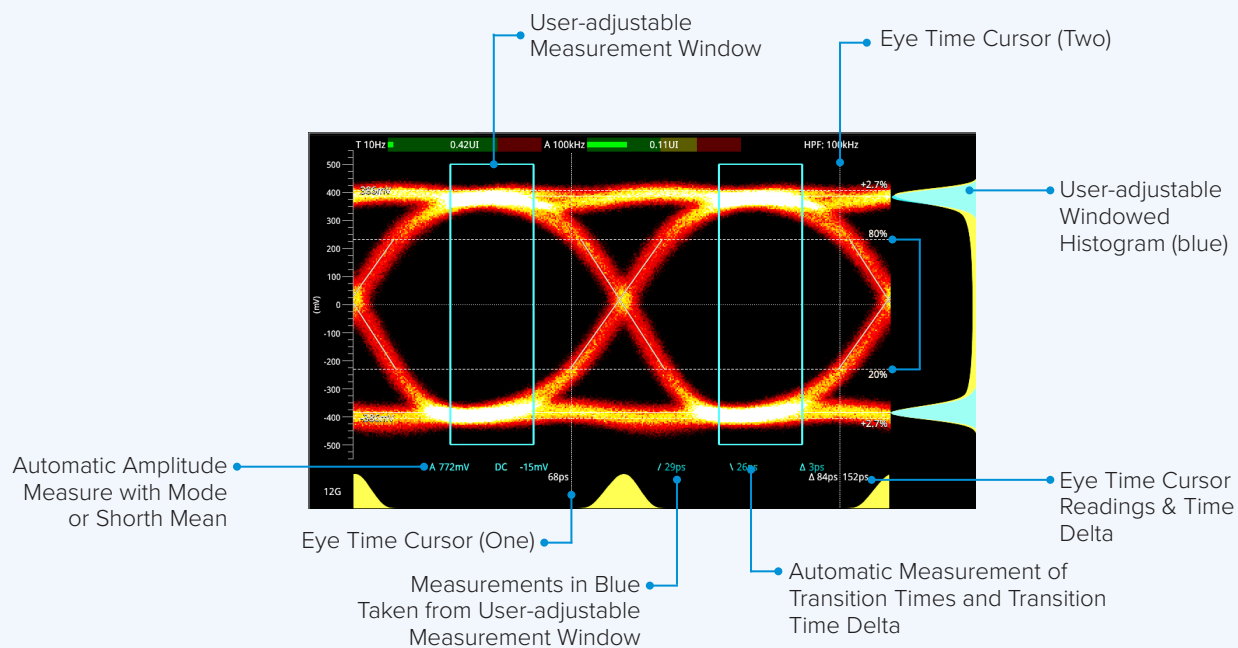 User-adjustable
Measurement Window
Eye Time Cursor (Two)
T 10Hz
0.42UI
A 100kHz
0.11UI
HPF: 100kHz
500
400
300
200
100
0
-100
-200
-300
-400
-500
(mV)
386mV
-386mV
+2.7%
80%
20%
+2.7%
User-adjustable
Windowed
Histogram (blue)
A 772mV
DC
-15mV
/ 29ps
\ 26ps
Δ 3ps
68ps
Δ 84ps
152ps
12G
Automatic Amplitude
Measure with Mode
or Shorth Mean
Eye Time Cursor (One)
Measurements in Blue
Taken from User-adjustable
Measurement Window
Automatic Measurement of
Transition Times and Transition
Time Delta
Eye Time Cursor
Readings & Time
Delta